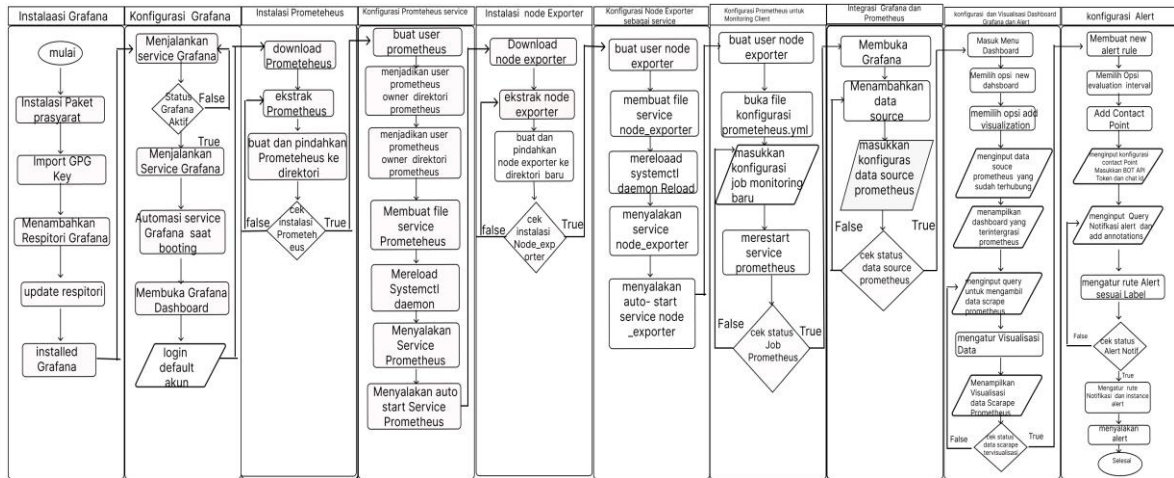 Instalaasi Grafana
mulai
Instalasi Paket
prasyarat
Import GPG
Key
Menambahkan
Respitori Grafana
update respitori
installed
Grafana
Konfigurasi Grafana
Menjalankan
service Grafana
Status
Grafana
Aktif
False
True
Menjalankan
Service Grafana
Automasi service
Grafana saat
booting
Membuka Grafana
Dashboard
login
default
akun
Instalasi Prometeheus
download
Prometeheus
ekstrak
Prometheus
buat dan pindahkan
Prometeheus ke
direktori
false
True
cek
instalasi
Prometeh
eus
Konfigurasi Promteheus service
buat user
prometheus
menjadikan user
prometheus
owner direktori
prometheus
menjadikan user
prometheus
owner direktori
prometheus
Membuat file
service Prometeheus
Mereload
Systemctl
daemon
Menyalakan
Service
Prometheus
Menyalakan auto
start Service
Prometheus
Instalasi node Exporter
Download
node exporter
ekstrak node
exporter
buat dan
pindahkan
node exporter ke
direktori baru
false
True
cek
instalasi
Node_exp
orter
Konfigurasi Node Exporter
sebagai service
buat user node
exporter
membuat file
service
node_exporter
mereloaad
systemctl
daemon Reload
menyalakan
service
node_exporter
menyalakan
auto- start
service node
_exporter
Konfigurasi Prometheus untuk
Monitoring Client
buat user node
exporter
buka file
konfigurasi
prometeheus.yml
masukkan
konfigurasi
job monitoring
baru
merestart
service
prometheus
False
True
cek status
Job
Prometheus
Integrasi Grafana dan
Prometheus
Membuka
Grafana
Menambahkan
data
source
masukkan
konfiguras
data source
prometheus
cek status
data source
prometheus
konfigurasi dan Visualisasi Dashboard
Grafana dan Alert
Masuk Menu
Dashboard
Memilih opsi new
dahsboard
memilih opsi add
visualization
menginput data
souce
prometheus yang
sudah terhubung
menampilkan
dashboard yang
terintergrasi
prometheus
menginput query
untuk mengambil
data scrape
prometheus
mengatur Visualisasi
Data
Menampilkan
Visualisasi
data Scarape
Prometheus
False
True
cek status
data scarape
tervisualisasi
konfigurasi Alert
Membuat new
alert rule
Memilih Opsi
evaluation interval
Add Contact
Point
menginput konfigurasi
contact Point
Masukkan BOT API
Token dan chat id
menginput Query
Notifkasi alert dan
add annotations
mengatur rute Alert
sesuai Label
False
cek status
Alert Notif
True
Mengatur rute
Notifikasi dan instance
alert
menyalakan
alert
Selesai